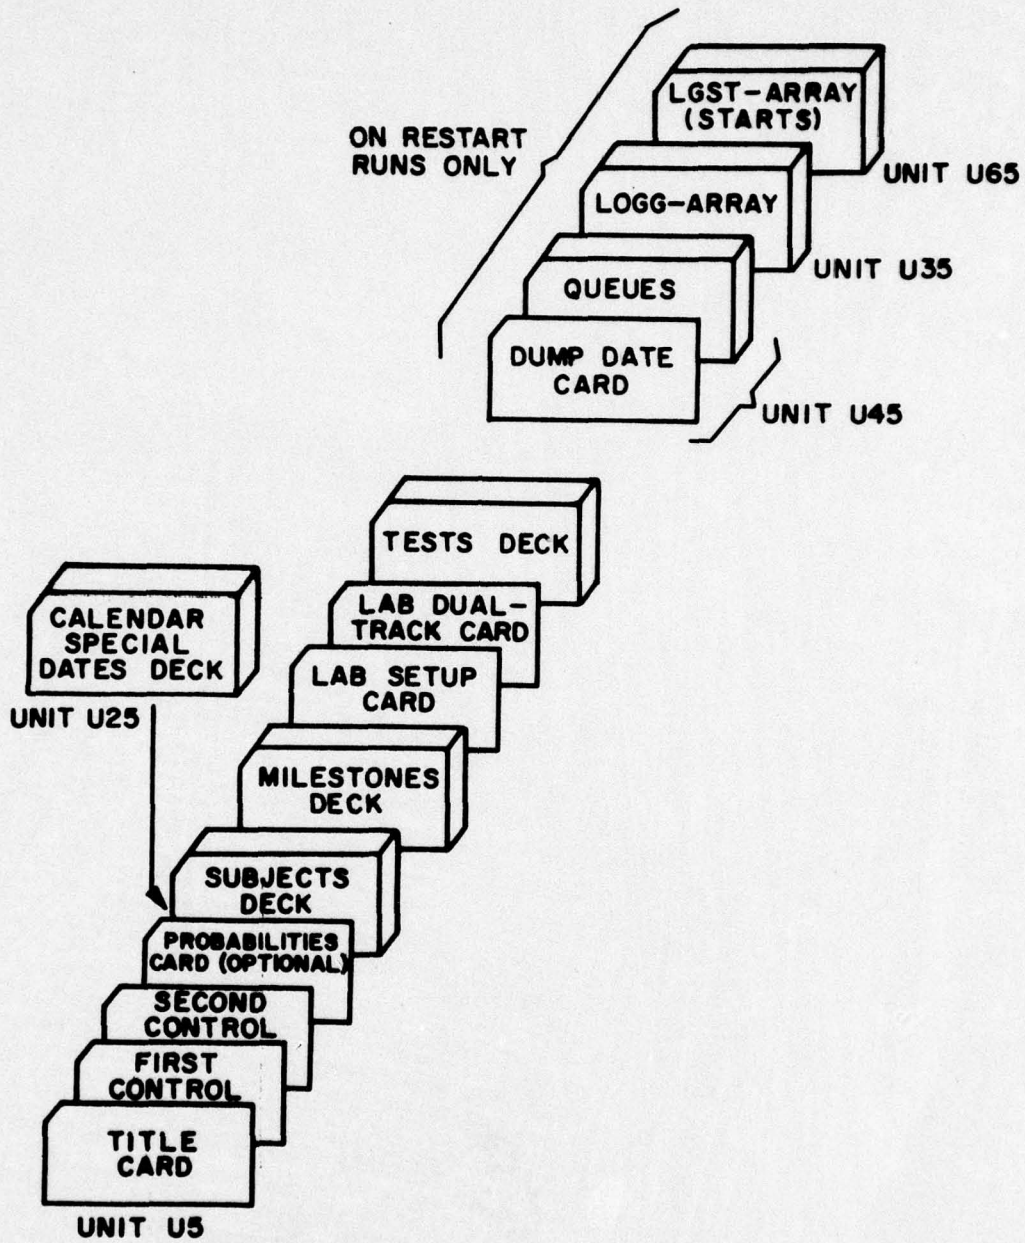 ON RESTART
RUNS ONLY
LGST-ARRAY
(STARTS)
UNIT U65
LOGG-ARRAY
UNIT U35
QUEUES
DUMP DATE
CARD
UNIT U45
TESTS DECK
LAB DUAL-
TRACK CARD
LAB SETUP
CARD
CALENDAR
SPECIAL
DATES DECK
UNIT U25
MILESTONES
DECK
SUBJECTS
DECK
PROBABILITIES
CARD (OPTIONAL)
SECOND
CONTROL
FIRST
CONTROL
TITLE
CARD
UNIT U5